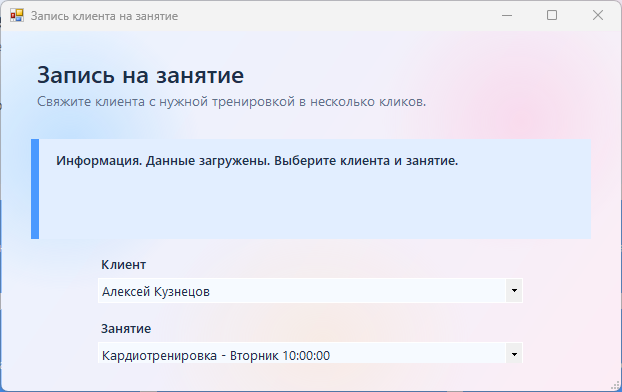 Запись клиента на занятие
Запись на занятие
Свяжите клиента с нужной тренировкой в несколько кликов.
Информация. Данные загружены. Выберите клиента и занятие.
Клиент
Алексей Кузнецов
Занятие
Кардиотренировка - Вторник 10:00:00